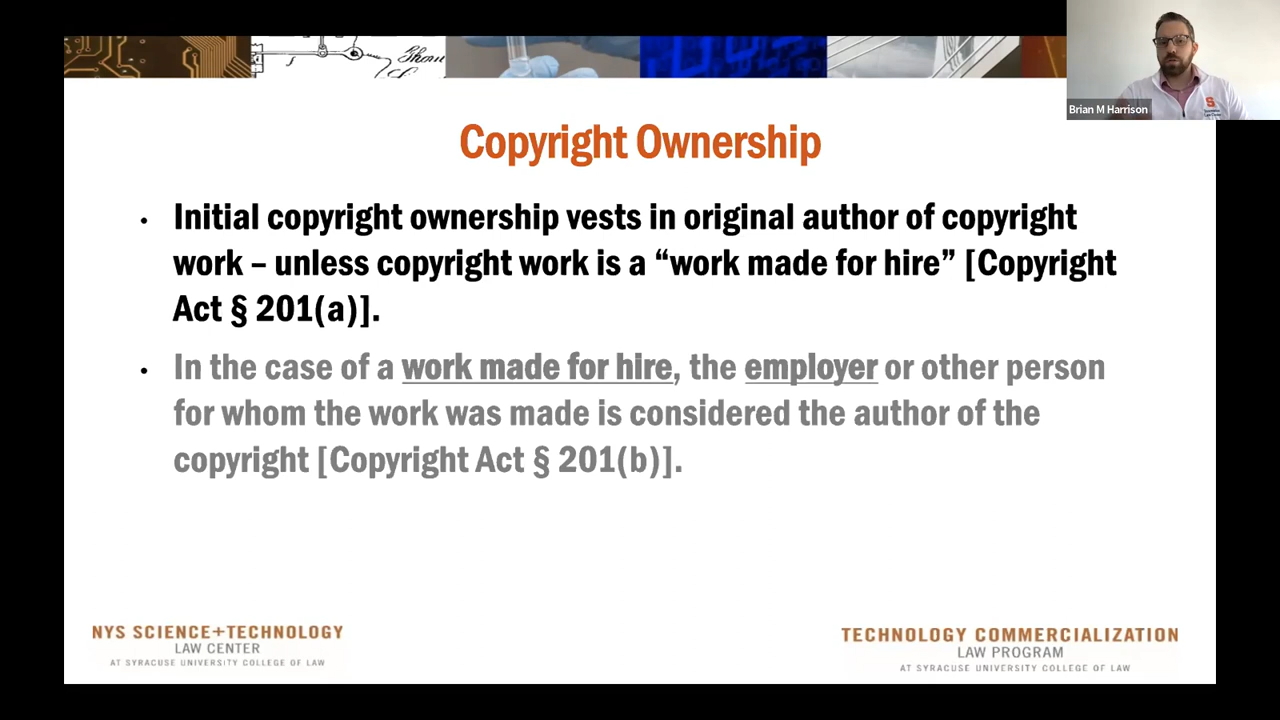 Brian M Harrison
Copyright Ownership
• Initial copyright ownership vests in original author of copyright
work – unless copyright work is a “work made for hire” [Copyright
Act § 201(a)].
• In the case of a work made for hire, the employer or other person
for whom the work was made is considered the author of the
copyright [Copyright Act § 201(b)].
NYS SCIENCE+TECHNOLOGY
LAW CENTER
AT SYRACUSE UNIVERSITY COLLEGE OF LAW
TECHNOLOGY COMMERCIALIZATION
LAW PROGRAM
AT SYRACUSE UNIVERSITY COLLEGE OF LAW